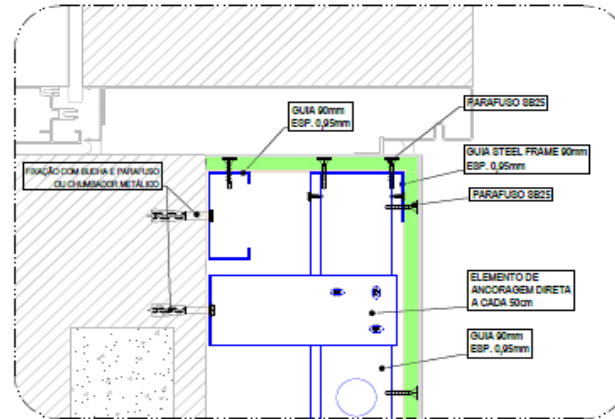 GUIA 90mm
ESP. 0,95mm
PARAFUSO SB25
GUIA STEEL FRAME 90mm
ESP. 0,95mm
FIXAÇÃO COM BUCHA E PARAFUSO
OU CHUMBADOR METÁLICO
PARAFUSO SB25
ELEMENTO DE
ANCORAGEM DIRETA
A CADA 50cm
GUIA 90mm
ESP. 0,95mm